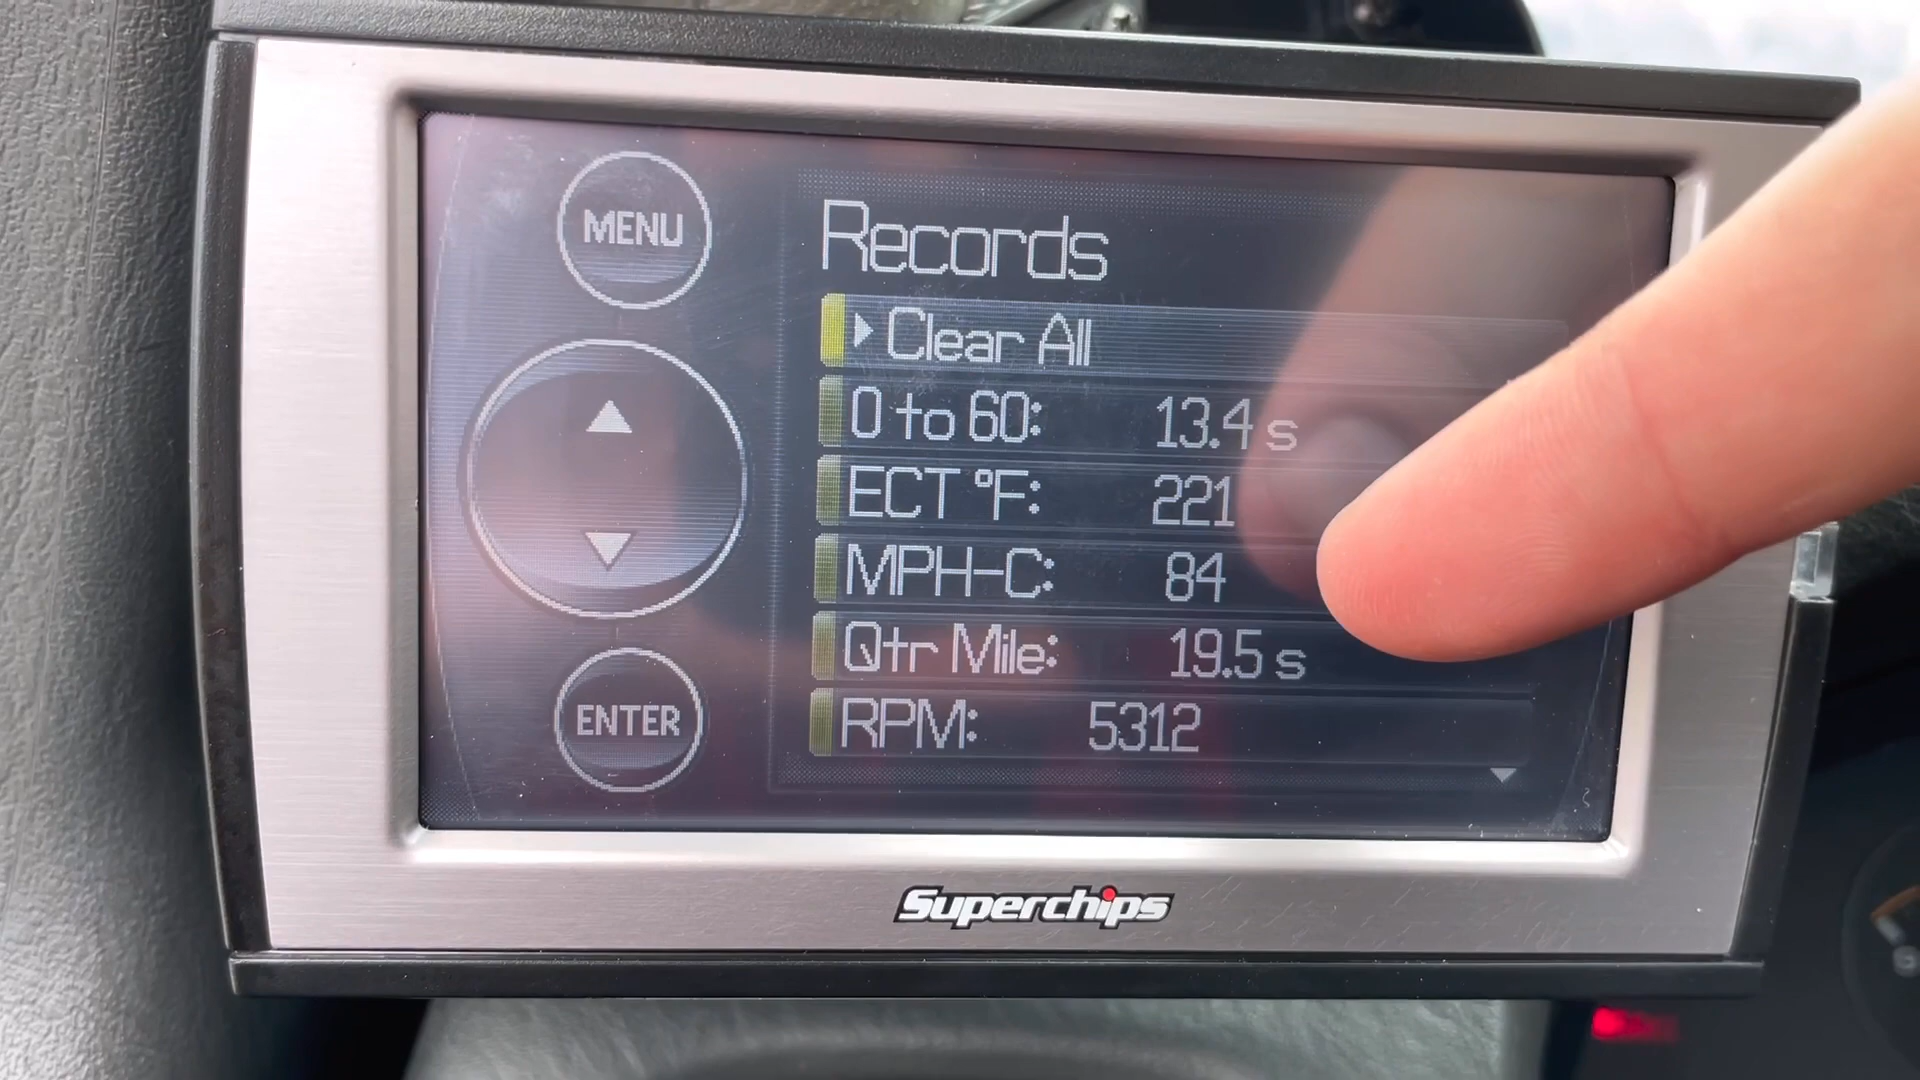 MENU
ENTER
Records
Clear All
0 to 60: 13.4 s
ECT °F: 221
MPH-C: 84
Qtr Mile: 19.5 s
RPM: 5312
Superchips